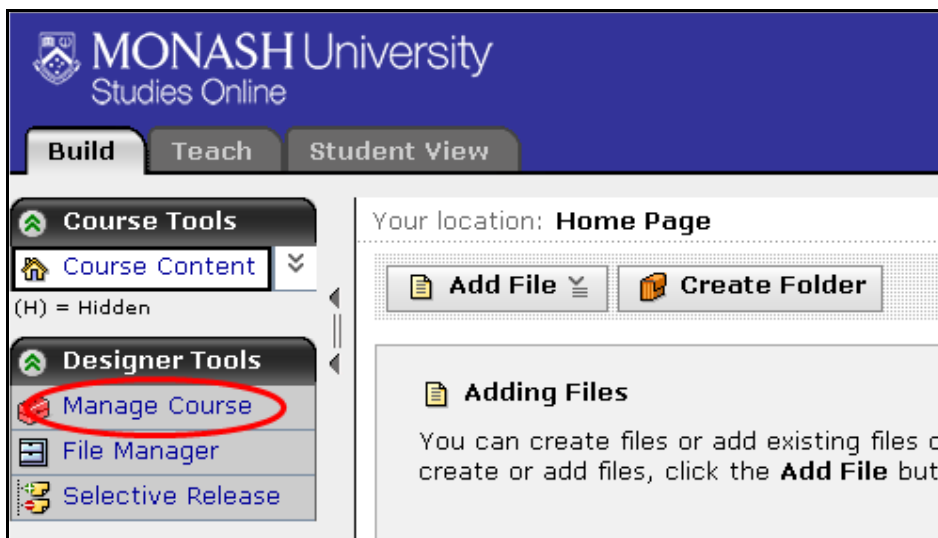 MONASH University
Studies Online
Build Teach Student View
Course Tools
Course Content
(H) = Hidden
Designer Tools
Manage Course
File Manager
Selective Release
Your location: Home Page
Add File Create Folder
Adding Files
You can create files or add existing files
create or add files, click the Add File but